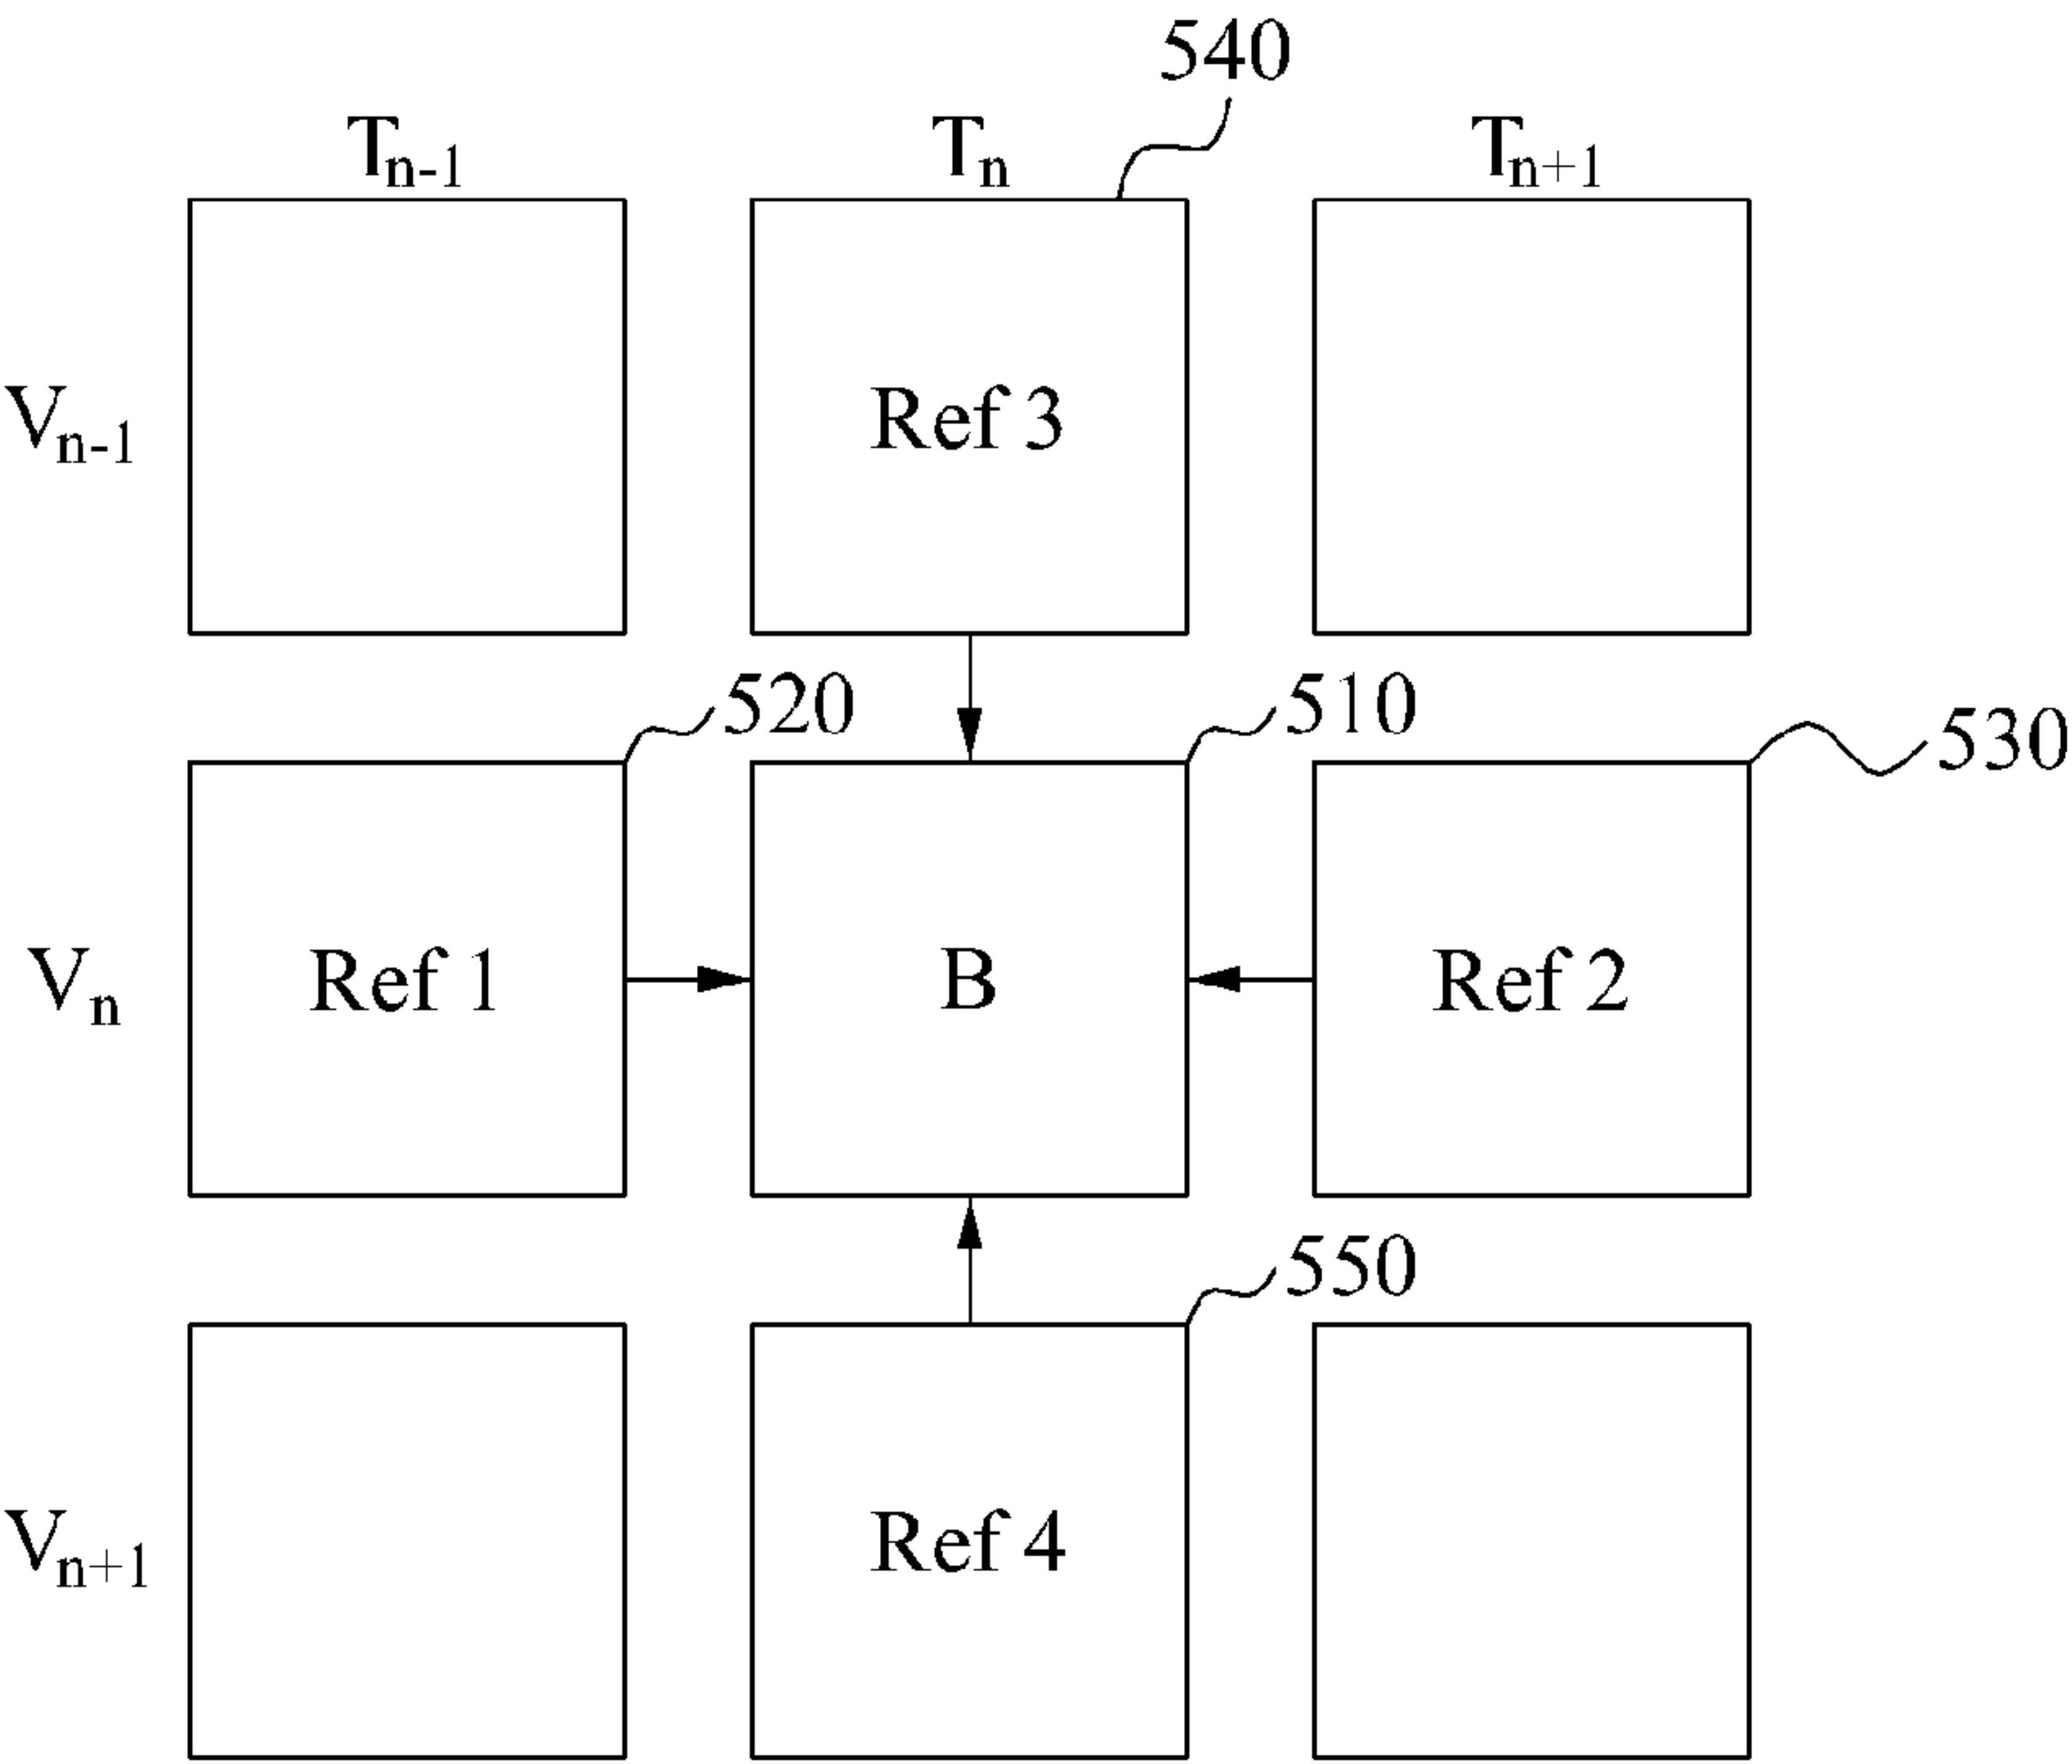 540
Tn-1 Tn Tn+1
Vn-1 Ref 3
520 510 530
Vn Ref 1 B Ref 2
550
Vn+1 Ref 4